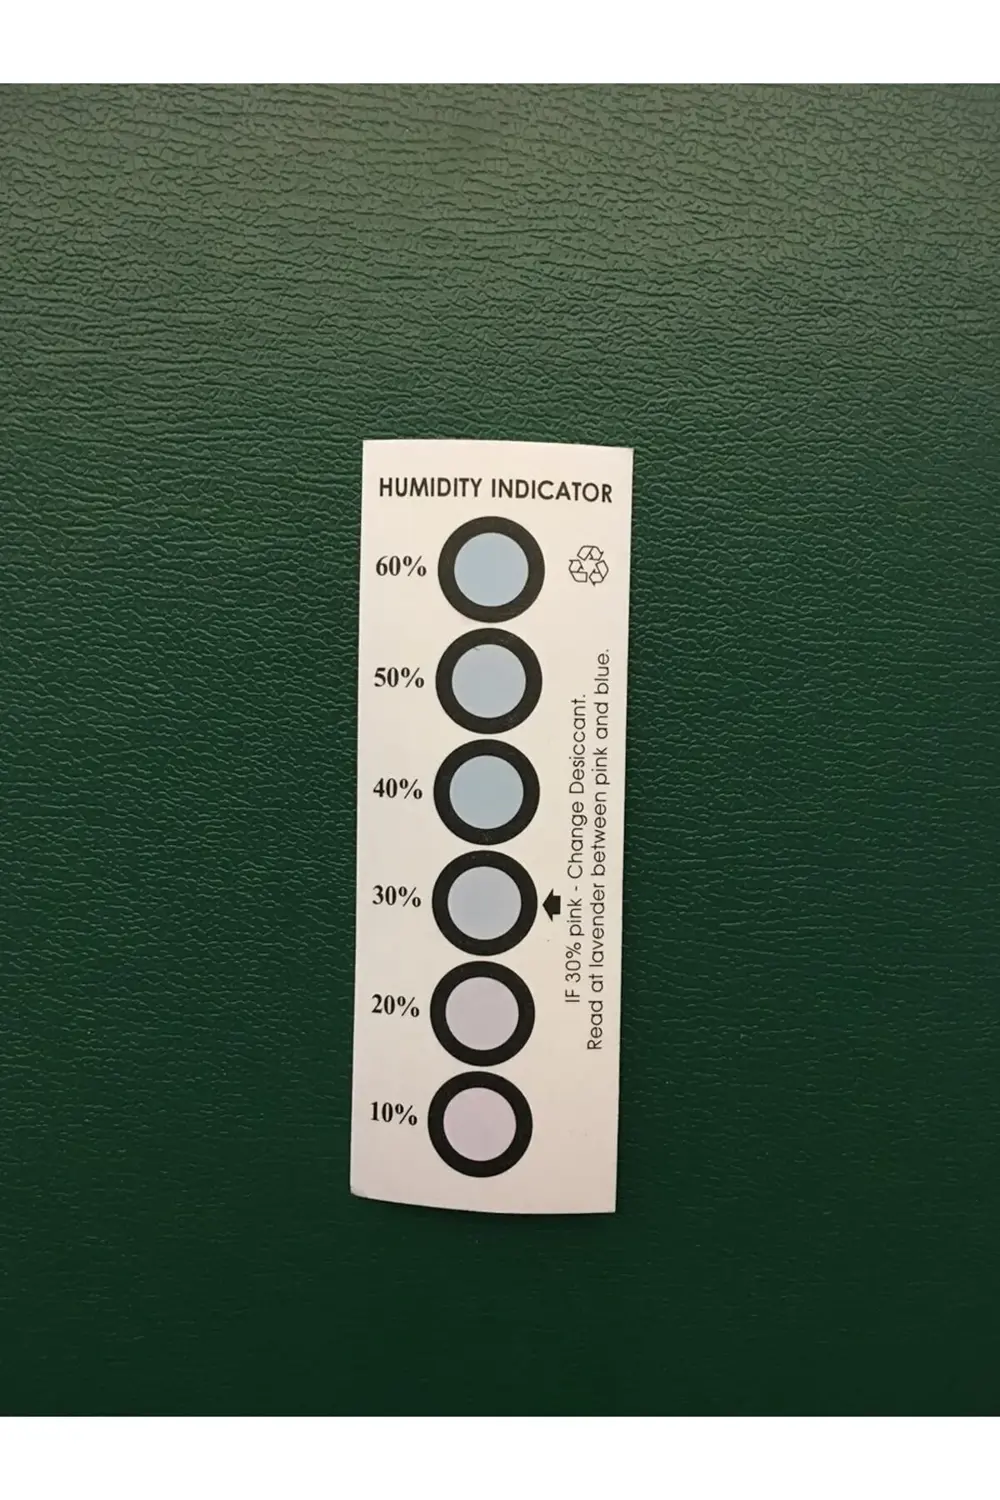 HUMIDITY INDICATOR
60%
50%
40%
30%
20%
10%
IF 30% pink - Change Desiccant.
Read at lavender between pink and blue.